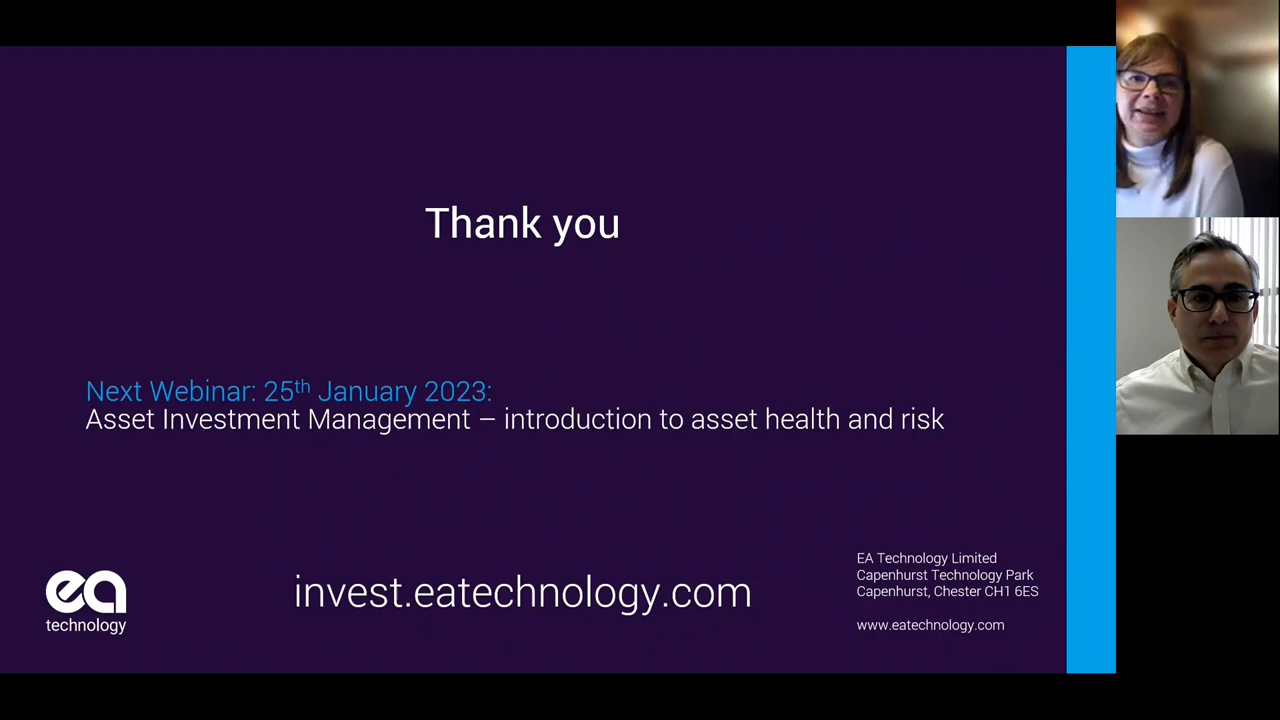 Thank you
Next Webinar: 25th January 2023:
Asset Investment Management – introduction to asset health and risk
ea
technology
invest.eatechnology.com
EA Technology Limited
Capenhurst Technology Park
Capenhurst, Chester CH1 6ES
www.eatechnology.com